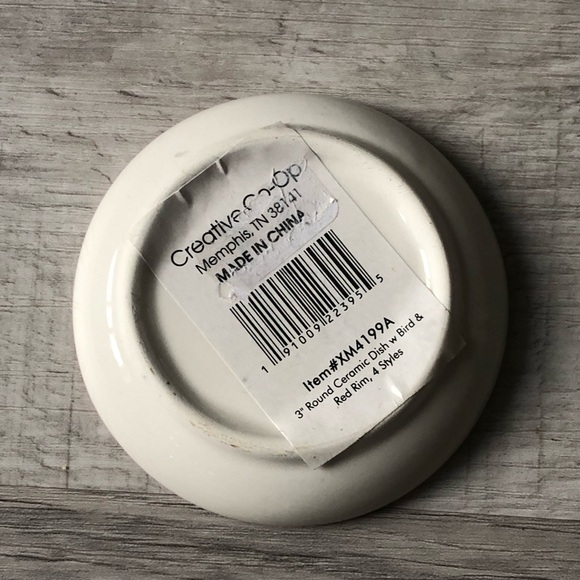 Creative Co-Op
Memphis, TN 38141
MADE IN CHINA
1 91009 22395 5
Item#XM4199A
3" Round Ceramic Dish w Bird &
Red Rim, 4 Styles